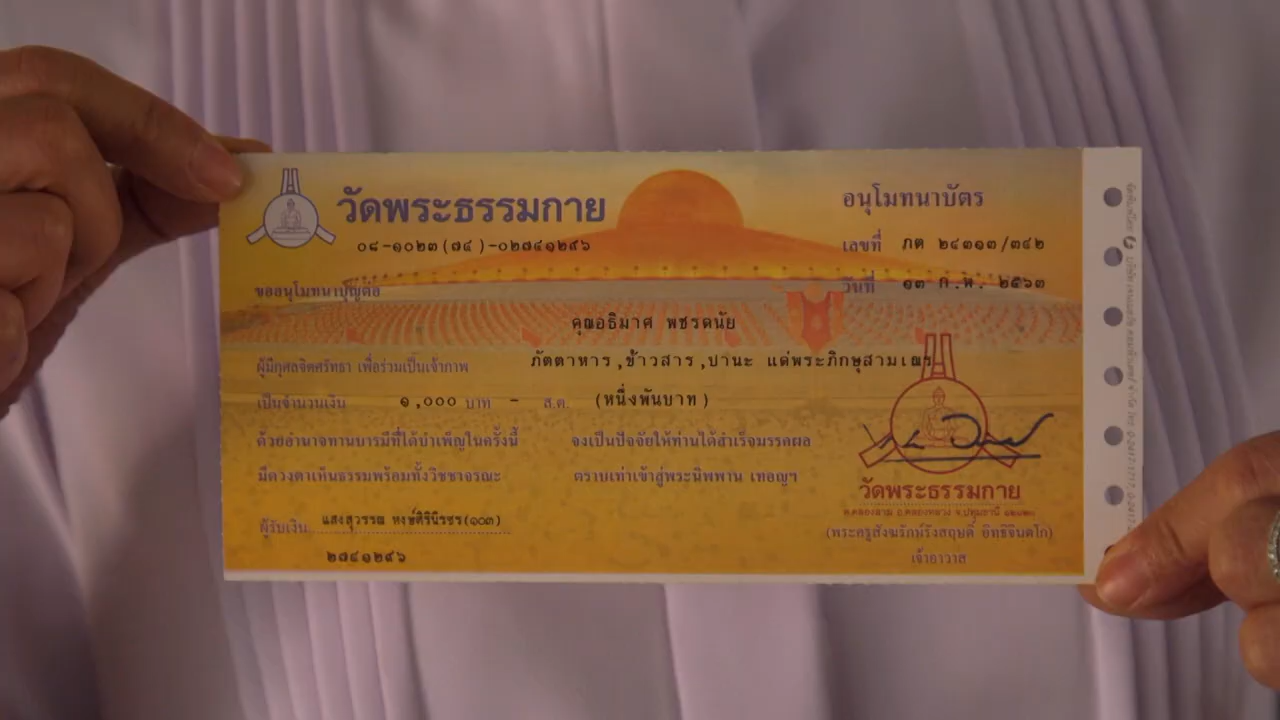 วัดพระธรรมกาย
อนุโมทนาบัตร
๐๘-๑๐๒๓(๗๔)-๐๒๗๔๑๒๙๖
เลขที่ ภต ๒๔๓๑๓/๓๔๒
ขออนุโมทนาบุญต่อ
วันที่ ๑๓ ก.พ. ๒๕๖๓
คุณอธิมาศ พชรดนัย
ผู้มีกุศลจิตศรัทธา เพื่อร่วมเป็นเจ้าภาพ ภัตตาหาร,ข้าวสาร,ปานะ แด่พระภิกษุสามเณร
เป็นจำนวนเงิน ๑,๐๐๐ บาท - ส.ต. (หนึ่งพันบาท)
ด้วยอำนาจทานบารมีที่ได้บำเพ็ญในครั้งนี้ จงเป็นปัจจัยให้ท่านได้สำเร็จมรรคผล
มีดวงตาเห็นธรรมพร้อมทั้งวิชชาจรณะ ตราบเท่าเข้าสู่พระนิพพาน เทอญฯ
วัดพระธรรมกาย
ต.คลองสาม อ.คลองหลวง จ.ปทุมธานี ๑๒๑๒๐
ผู้รับเงิน แสงสุวรรณ หงษ์ศิรินิรชร(๑๐๓)
(พระครูสังฆรักษ์รังสฤษดิ์ อิทธิจินตโก)
๒๗๔๑๒๙๖
เจ้าอาวาส